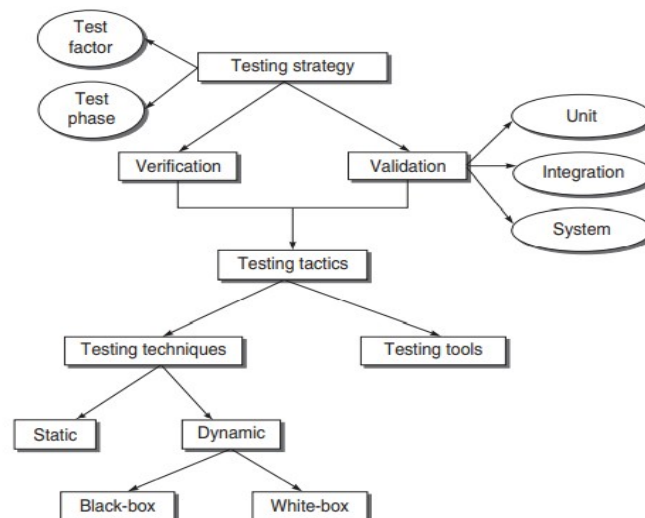 Test
factor
Testing strategy
Test
phase
Unit
Verification
Validation
Integration
System
Testing tactics
Testing techniques
Testing tools
Static
Dynamic
Black-box
White-box